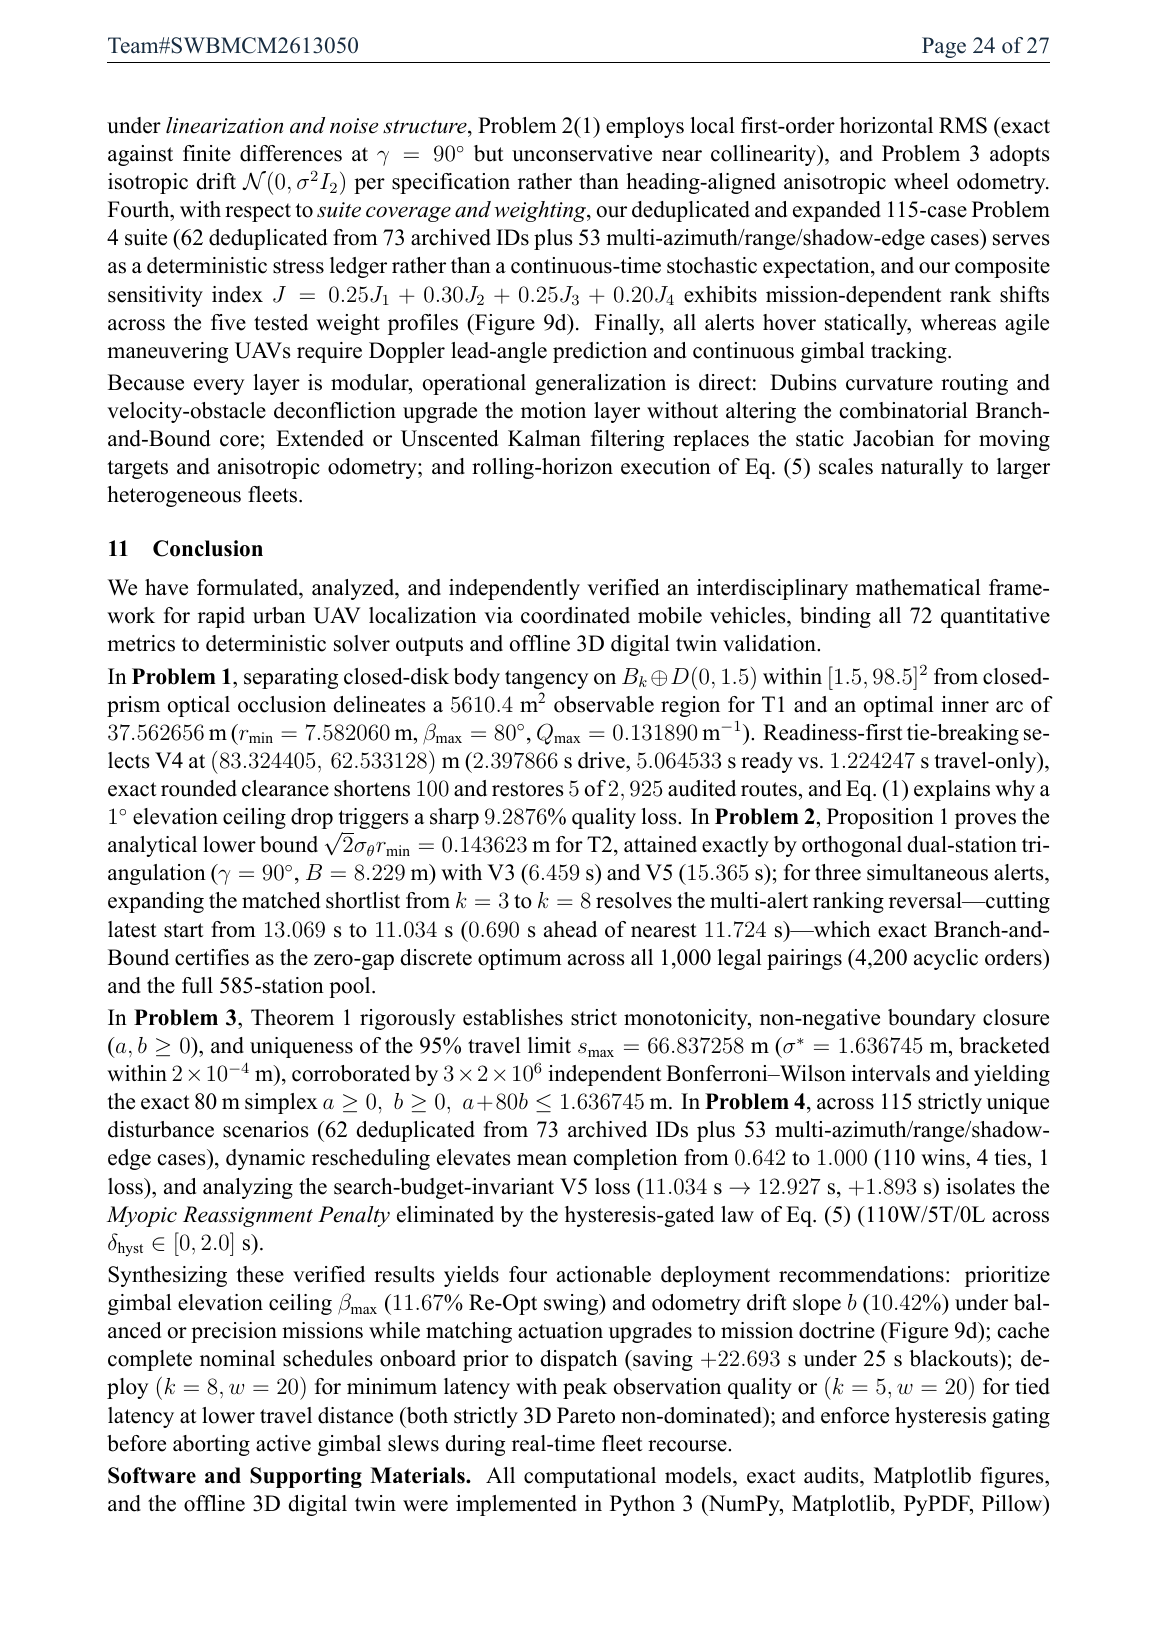 Team#SWBMCM2613050 Page 24 of 27
under linearization and noise structure, Problem 2(1) employs local first-order horizontal RMS (exact
against finite differences at γ = 90° but unconservative near collinearity), and Problem 3 adopts
isotropic drift 𝒩(0, σ²I₂) per specification rather than heading-aligned anisotropic wheel odometry.
Fourth, with respect to suite coverage and weighting, our deduplicated and expanded 115-case Problem
4 suite (62 deduplicated from 73 archived IDs plus 53 multi-azimuth/range/shadow-edge cases) serves
as a deterministic stress ledger rather than a continuous-time stochastic expectation, and our composite
sensitivity index J = 0.25J₁ + 0.30J₂ + 0.25J₃ + 0.20J₄ exhibits mission-dependent rank shifts
across the five tested weight profiles (Figure 9d). Finally, all alerts hover statically, whereas agile
maneuvering UAVs require Doppler lead-angle prediction and continuous gimbal tracking.
Because every layer is modular, operational generalization is direct: Dubins curvature routing and
velocity-obstacle deconfliction upgrade the motion layer without altering the combinatorial Branch-
and-Bound core; Extended or Unscented Kalman filtering replaces the static Jacobian for moving
targets and anisotropic odometry; and rolling-horizon execution of Eq. (5) scales naturally to larger
heterogeneous fleets.
11 Conclusion
We have formulated, analyzed, and independently verified an interdisciplinary mathematical frame-
work for rapid urban UAV localization via coordinated mobile vehicles, binding all 72 quantitative
metrics to deterministic solver outputs and offline 3D digital twin validation.
In Problem 1, separating closed-disk body tangency on Bₖ⊕D(0, 1.5) within [1.5, 98.5]² from closed-
prism optical occlusion delineates a 5610.4 m² observable region for T1 and an optimal inner arc of
37.562656 m (r_min = 7.582060 m, β_max = 80°, Q_max = 0.131890 m⁻¹). Readiness-first tie-breaking se-
lects V4 at (83.324405, 62.533128) m (2.397866 s drive, 5.064533 s ready vs. 1.224247 s travel-only),
exact rounded clearance shortens 100 and restores 5 of 2, 925 audited routes, and Eq. (1) explains why a
1° elevation ceiling drop triggers a sharp 9.2876% quality loss. In Problem 2, Proposition 1 proves the
analytical lower bound √2σ_θr_min = 0.143623 m for T2, attained exactly by orthogonal dual-station tri-
angulation (γ = 90°, B = 8.229 m) with V3 (6.459 s) and V5 (15.365 s); for three simultaneous alerts,
expanding the matched shortlist from k = 3 to k = 8 resolves the multi-alert ranking reversal—cutting
latest start from 13.069 s to 11.034 s (0.690 s ahead of nearest 11.724 s)—which exact Branch-and-
Bound certifies as the zero-gap discrete optimum across all 1,000 legal pairings (4,200 acyclic orders)
and the full 585-station pool.
In Problem 3, Theorem 1 rigorously establishes strict monotonicity, non-negative boundary closure
(a, b ≥ 0), and uniqueness of the 95% travel limit s_max = 66.837258 m (σ* = 1.636745 m, bracketed
within 2×10⁻⁴ m), corroborated by 3×2×10⁶ independent Bonferroni–Wilson intervals and yielding
the exact 80 m simplex a ≥ 0, b ≥ 0, a+80b ≤ 1.636745 m. In Problem 4, across 115 strictly unique
disturbance scenarios (62 deduplicated from 73 archived IDs plus 53 multi-azimuth/range/shadow-
edge cases), dynamic rescheduling elevates mean completion from 0.642 to 1.000 (110 wins, 4 ties, 1
loss), and analyzing the search-budget-invariant V5 loss (11.034 s → 12.927 s, +1.893 s) isolates the
Myopic Reassignment Penalty eliminated by the hysteresis-gated law of Eq. (5) (110W/5T/0L across
δ_hyst ∈ [0, 2.0] s).
Synthesizing these verified results yields four actionable deployment recommendations: prioritize
gimbal elevation ceiling β_max (11.67% Re-Opt swing) and odometry drift slope b (10.42%) under bal-
anced or precision missions while matching actuation upgrades to mission doctrine (Figure 9d); cache
complete nominal schedules onboard prior to dispatch (saving +22.693 s under 25 s blackouts); de-
ploy (k = 8, w = 20) for minimum latency with peak observation quality or (k = 5, w = 20) for tied
latency at lower travel distance (both strictly 3D Pareto non-dominated); and enforce hysteresis gating
before aborting active gimbal slews during real-time fleet recourse.
Software and Supporting Materials. All computational models, exact audits, Matplotlib figures,
and the offline 3D digital twin were implemented in Python 3 (NumPy, Matplotlib, PyPDF, Pillow)